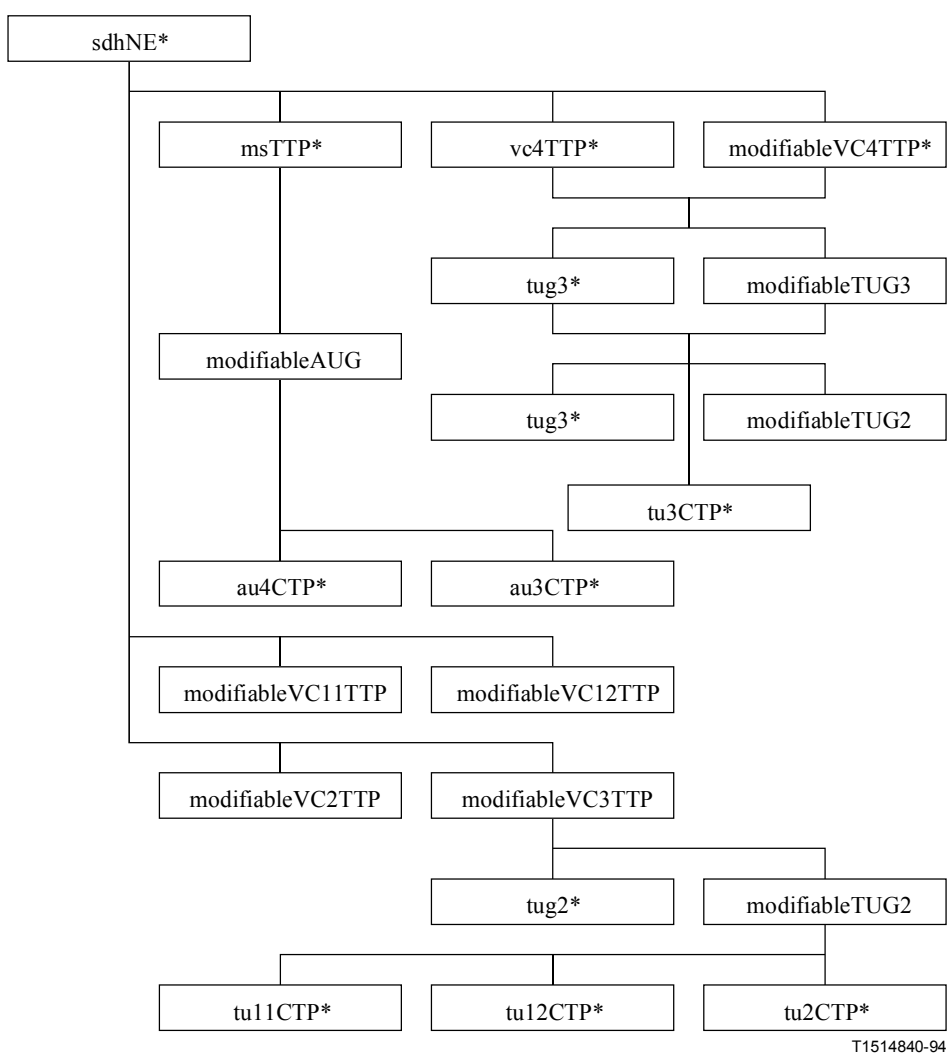 sdhNE*
msTTP*
vc4TTP*
modifiableVC4TTP*
tug3*
modifiableTUG3
modifiableAUG
tug3*
modifiableTUG2
tu3CTP*
au4CTP*
au3CTP*
modifiableVC11TTP
modifiableVC12TTP
modifiableVC2TTP
modifiableVC3TTP
tug2*
modifiableTUG2
tu11CTP*
tu12CTP*
tu2CTP*
T1514840-94